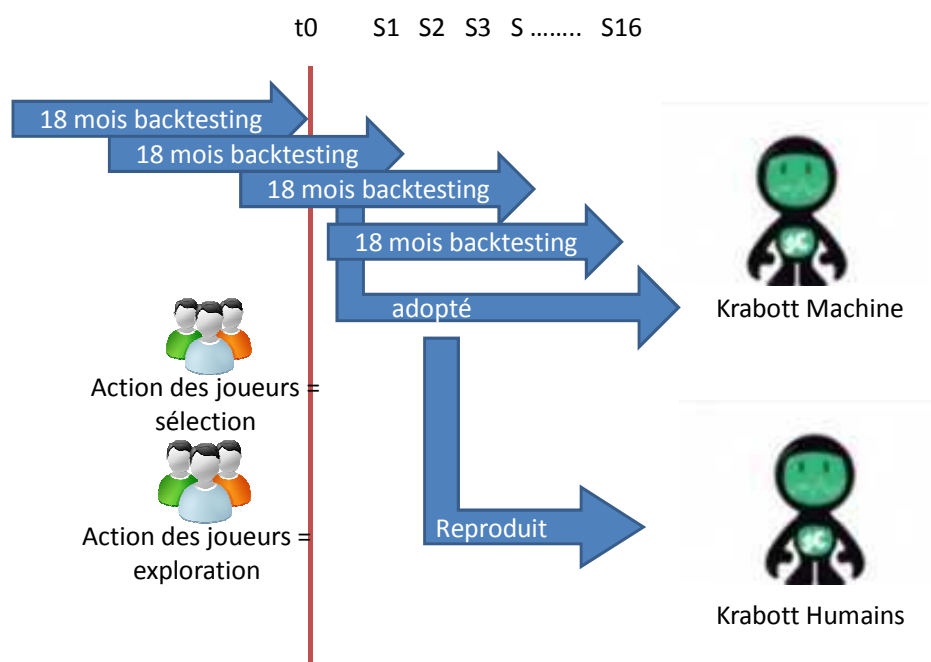 t0 S1 S2 S3 S …….. S16
18 mois backtesting
18 mois backtesting
18 mois backtesting
18 mois backtesting
adopté
Krabott Machine
Action des joueurs =
sélection
Reproduit
Action des joueurs =
exploration
Krabott Humains